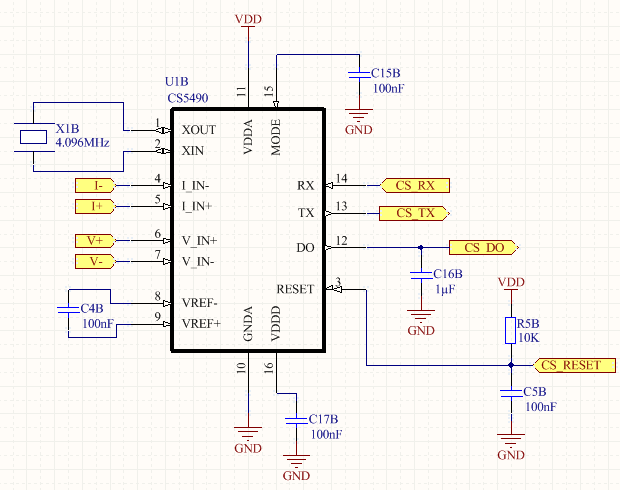 VDD
U1B
CS5490
11
15
C15B
100nF
GND
VDDA
MODE
X1B
4.096MHz
1
XOUT
2
XIN
I-
4
I_IN-
RX
14
CS_RX
I+
5
I_IN+
TX
13
CS_TX
V+
6
V_IN+
DO
12
CS_DO
V-
7
V_IN-
C16B
1µF
GND
RESET
3
VDD
C4B
100nF
8
VREF-
9
VREF+
GNDA
VDDD
R5B
10K
CS_RESET
10
16
C5B
100nF
GND
C17B
100nF
GND
GND